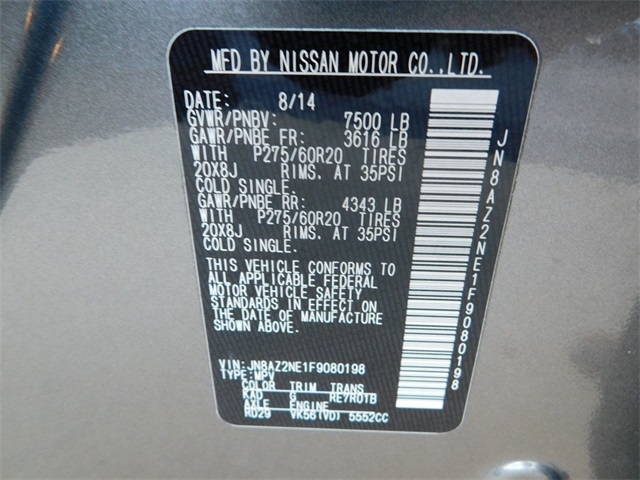 MFD BY NISSAN MOTOR CO.,LTD.
DATE: 8/14
GVWR/PNBV: 7500 LB
GAWR/PNBE FR: 3616 LB
WITH P275/60R20 TIRES
20X8J RIMS. AT 35PSI
COLD SINGLE.
GAWR/PNBE RR: 4343 LB
WITH P275/60R20 TIRES
20X8J RIMS. AT 35PSI
COLD SINGLE.
THIS VEHICLE CONFORMS TO
ALL APPLICABLE FEDERAL
MOTOR VEHICLE SAFETY
STANDARDS IN EFFECT ON
THE DATE OF MANUFACTURE
SHOWN ABOVE.
VIN:JN8AZ2NE1F9080198
TYPE:MPV
COLOR TRIM TRANS
KAD G RE7R01B
AXLE ENGINE
RD29 VK56(VD) 5552CC
JN8AZ2NE1F9080198